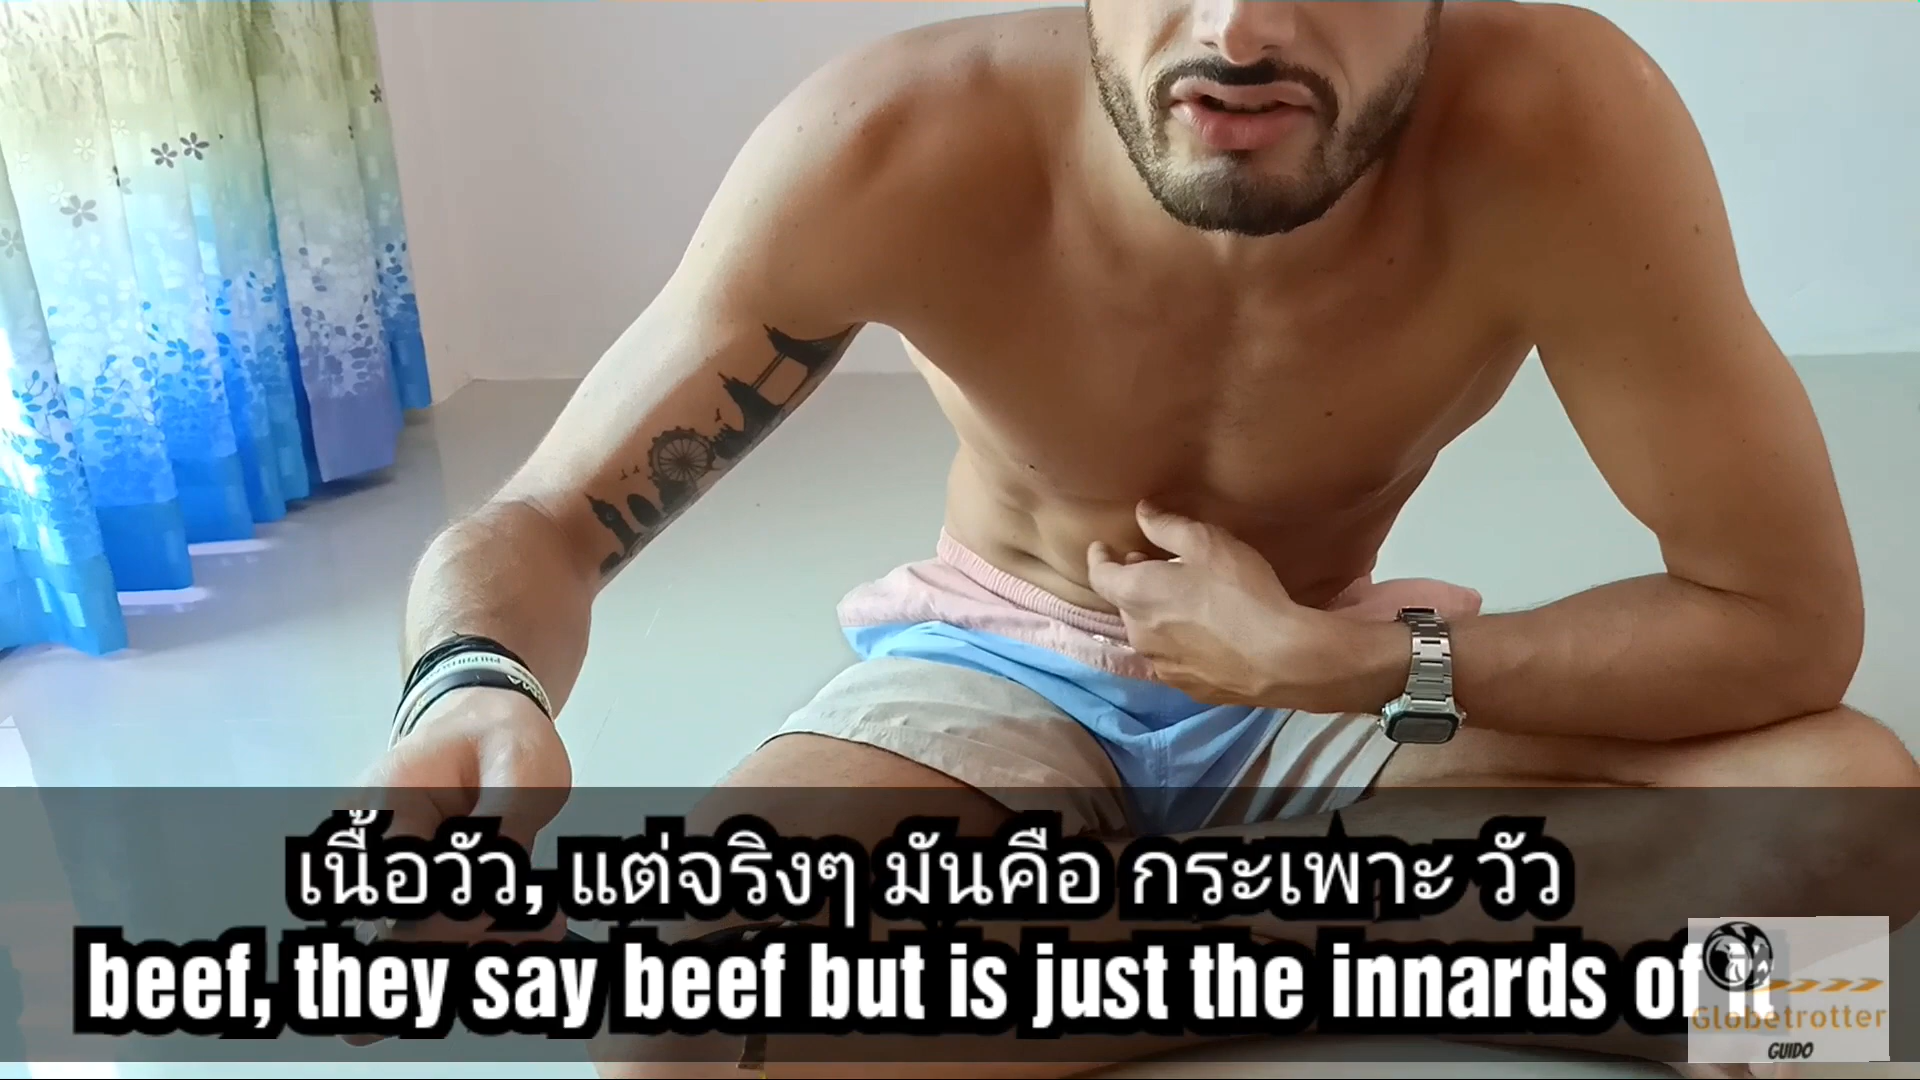 เนื้อวัว, แต่จริงๆ มันคือ กระเพาะ วัว
beef, they say beef but is just the innards of it
Globetrotter
GUIDO